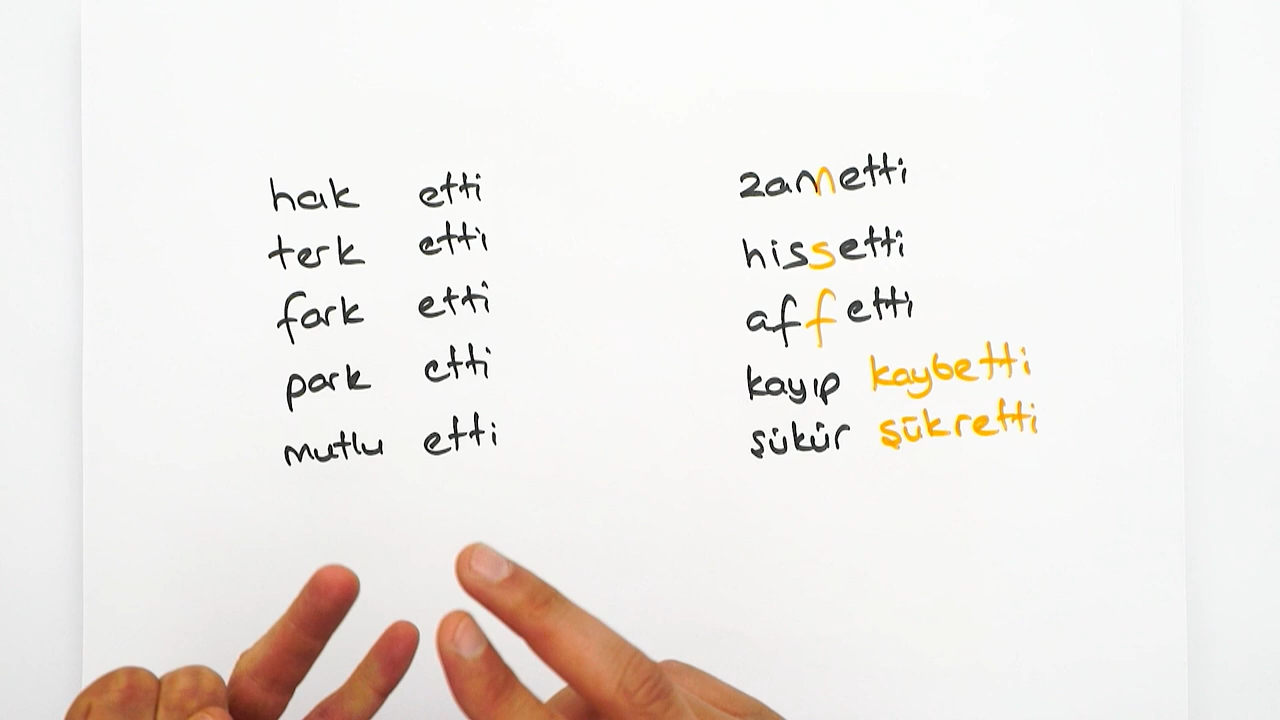 hak etti
terk etti
fark etti
park etti
mutlu etti
zannetti
hissetti
affetti
kayıp kaybetti
şükür şükretti